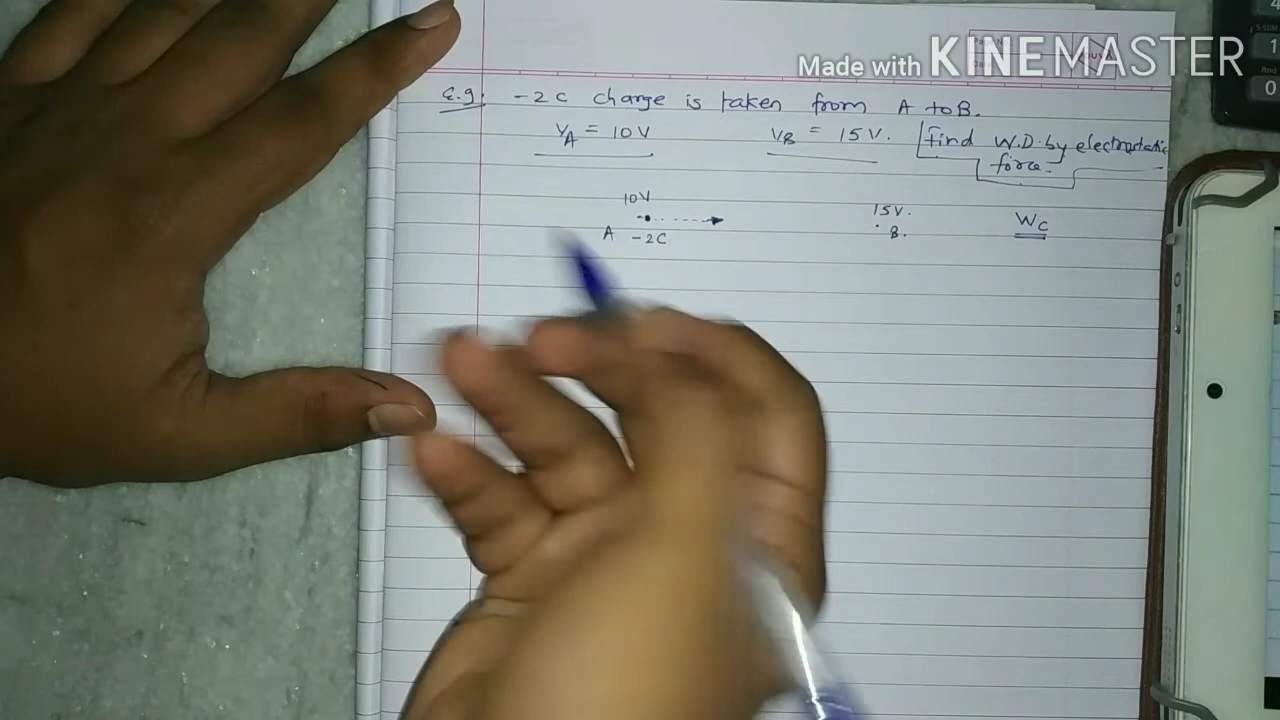 Made with KINEMASTER
e.g. -2C charge is taken from A to B.
VA = 10V VB = 15V. Find W.D. by electrostatic
force.
10V 15V. WC
A -2C B.